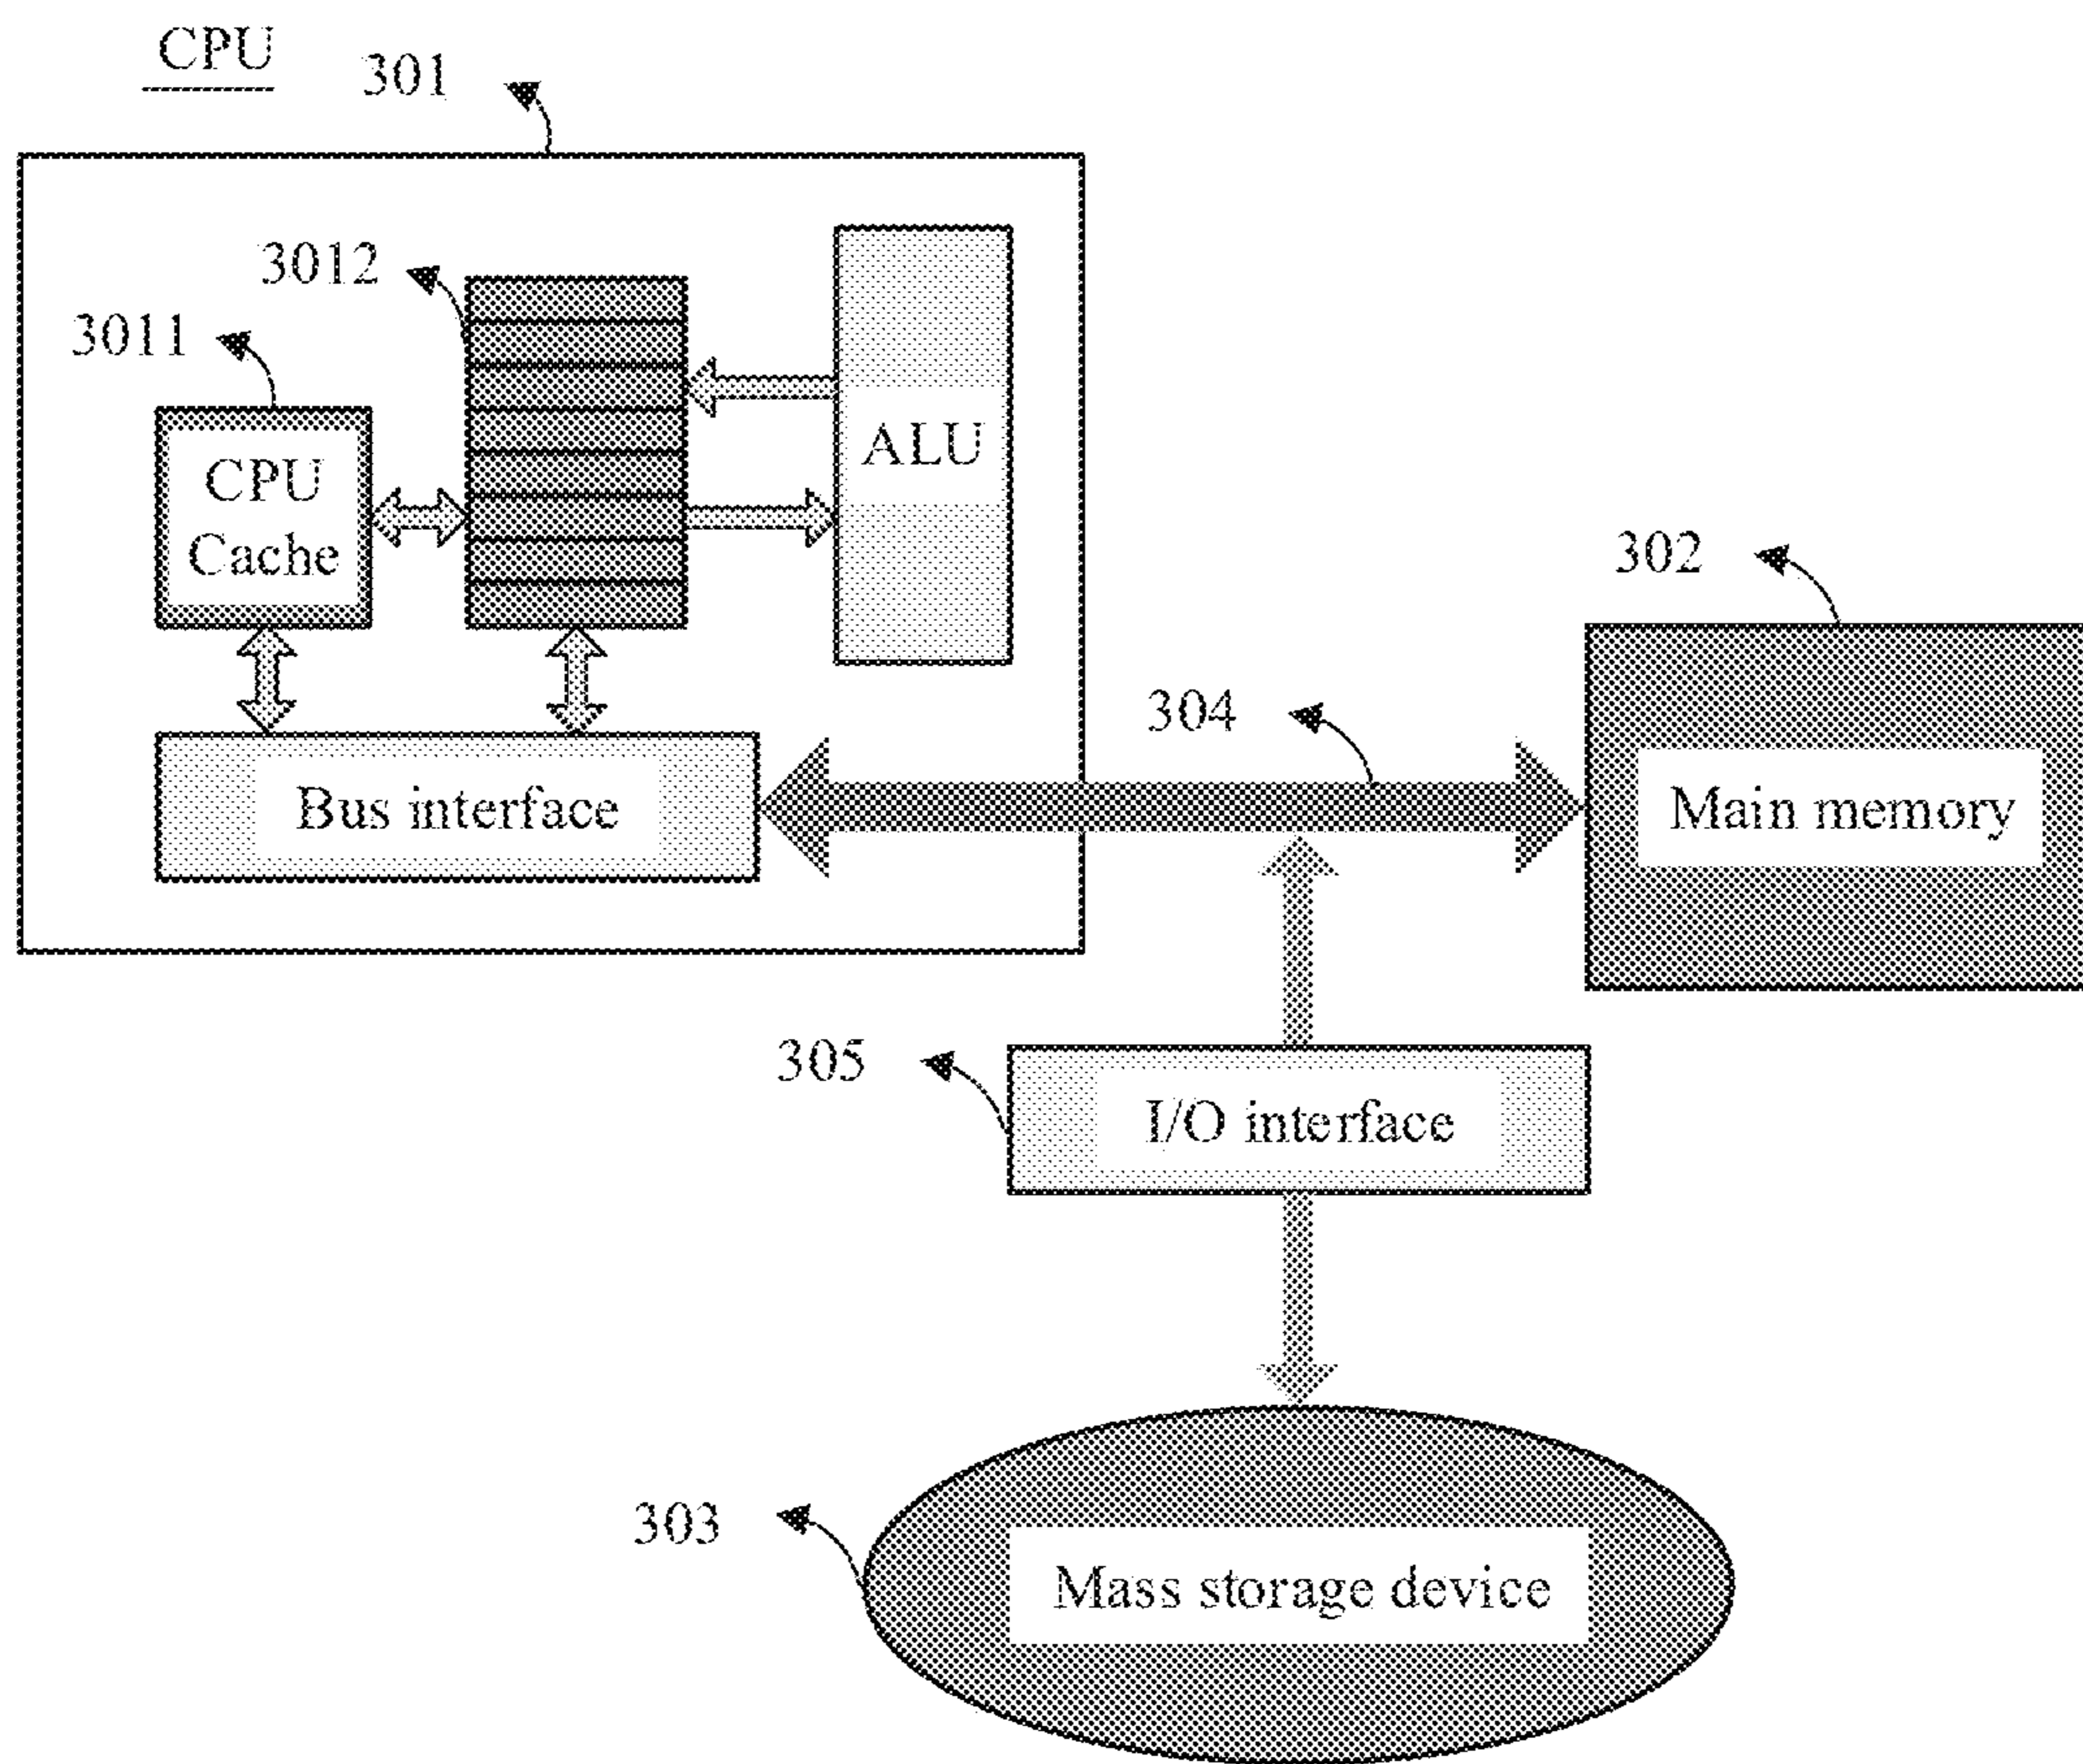 CPU
301
3012
3011
ALU
CPU
Cache
302
304
Bus interface
Main memory
305
I/O interface
303
Mass storage device